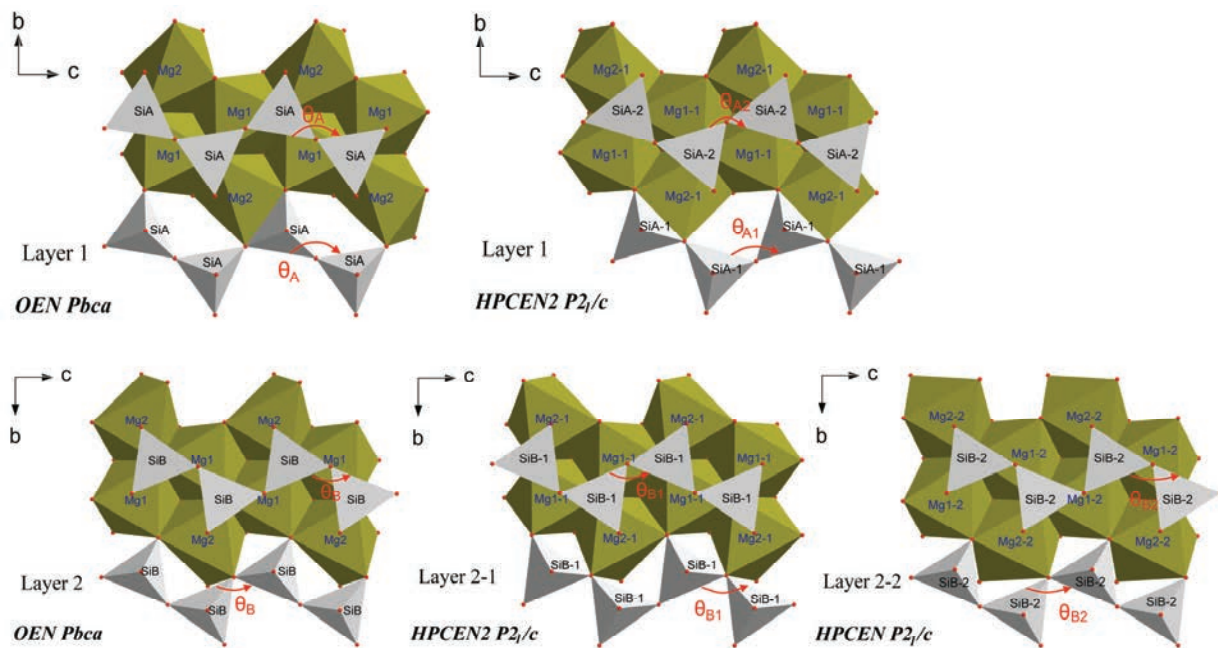 b
c
Mg2
Mg2
SiA
SiA
Mg1
Mg1
θA
SiA
Mg1
SiA
Mg1
SiA
Mg2
Mg2
SiA
SiA
Layer 1
SiA
θA
SiA
OEN Pbca
b
c
Mg2-1
Mg2-1
SiA-2
Mg1-1
θA2
SiA-2
Mg1-1
Mg1-1
SiA-2
Mg1-1
SiA-2
Mg2-1
Mg2-1
SiA-1
SiA-1
θA1
Layer 1
SiA-1
SiA-1
HPCEN2 P21/c
c
b
Mg2
Mg2
SiB
Mg1
SiB
Mg1
θB
Mg1
SiB
Mg1
SiB
Mg2
Mg2
SiB
SiB
Layer 2
SiB
θB
SiB
OEN Pbca
c
b
Mg2-1
Mg2-1
SiB-1
Mg1-1
SiB-1
Mg1-1
θB1
Mg1-1
SiB-1
Mg1-1
SiB-1
Mg2-1
Mg2-1
SiB-1
SiB-1
Layer 2-1
SiB-1
θB1
SiB-1
HPCEN2 P21/c
c
b
Mg2-2
Mg2-2
SiB-2
Mg1-2
SiB-2
Mg1-2
θB2
Mg1-2
SiB-2
Mg1-2
SiB-2
Mg2-2
Mg2-2
SiB-2
SiB-2
Layer 2-2
SiB-2
θB2
SiB-2
HPCEN P21/c